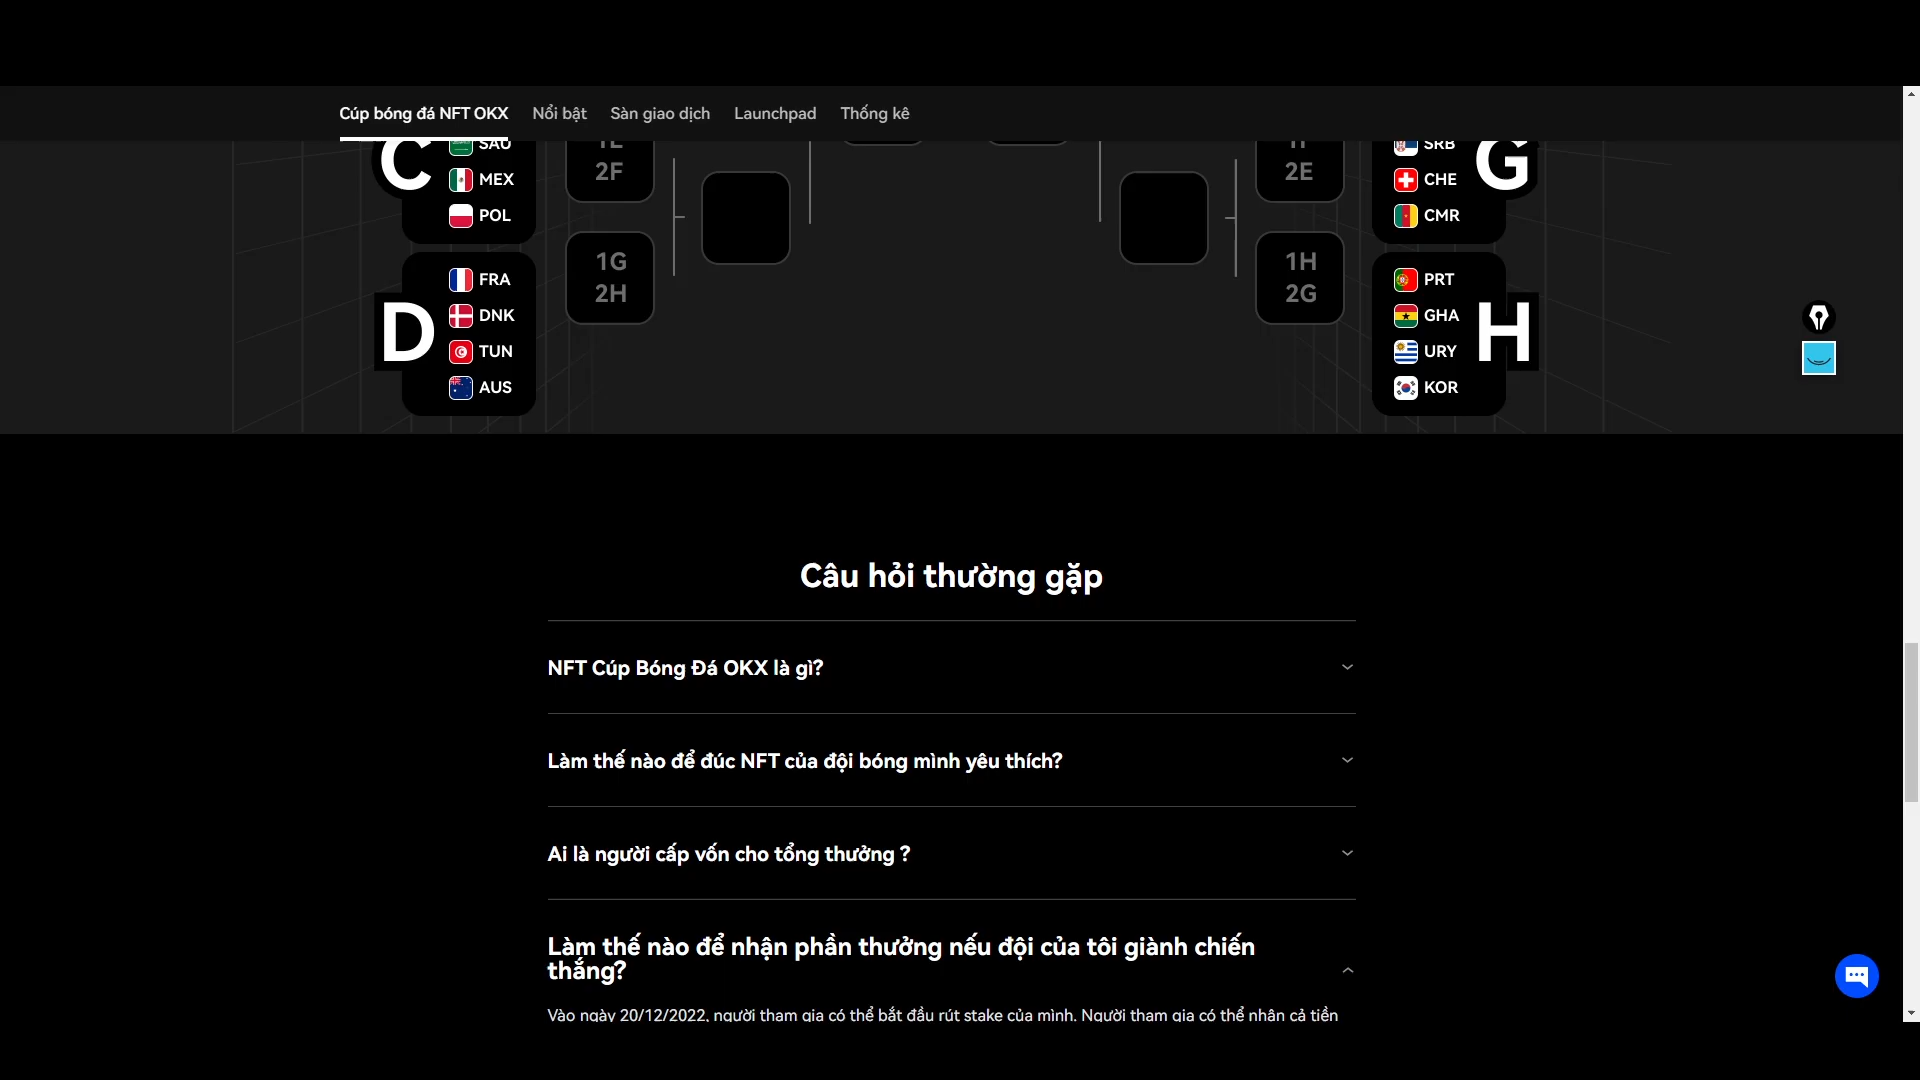 Cúp bóng đá NFT OKX Nổi bật Sàn giao dịch Launchpad Thống kê
C
SAU
MEX
POL
2F
2E
SRB
CHE
CMR
G
1G
2H
1H
2G
D
FRA
DNK
TUN
AUS
PRT
GHA
URY
KOR
H
Câu hỏi thường gặp
NFT Cúp Bóng Đá OKX là gì?
Làm thế nào để đúc NFT của đội bóng mình yêu thích?
Ai là người cấp vốn cho tổng thưởng ?
Làm thế nào để nhận phần thưởng nếu đội của tôi giành chiến
thắng?
Vào ngày 20/12/2022, người tham gia có thể bắt đầu rút stake của mình. Người tham gia có thể nhận cả tiền